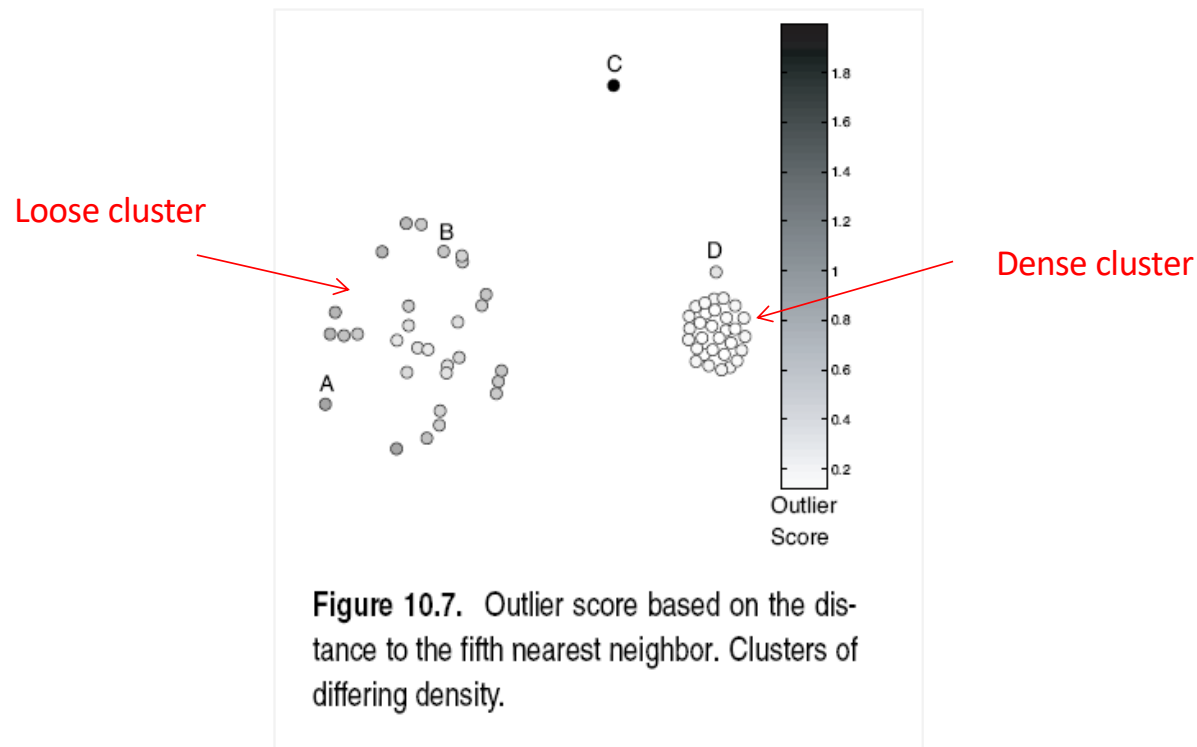 C
1.8
1.6
1.4
Loose cluster
1.2
B
D
1
Dense cluster
0.8
0.6
A
0.4
0.2
Outlier
Score
Figure 10.7. Outlier score based on the dis-
tance to the fifth nearest neighbor. Clusters of
differing density.